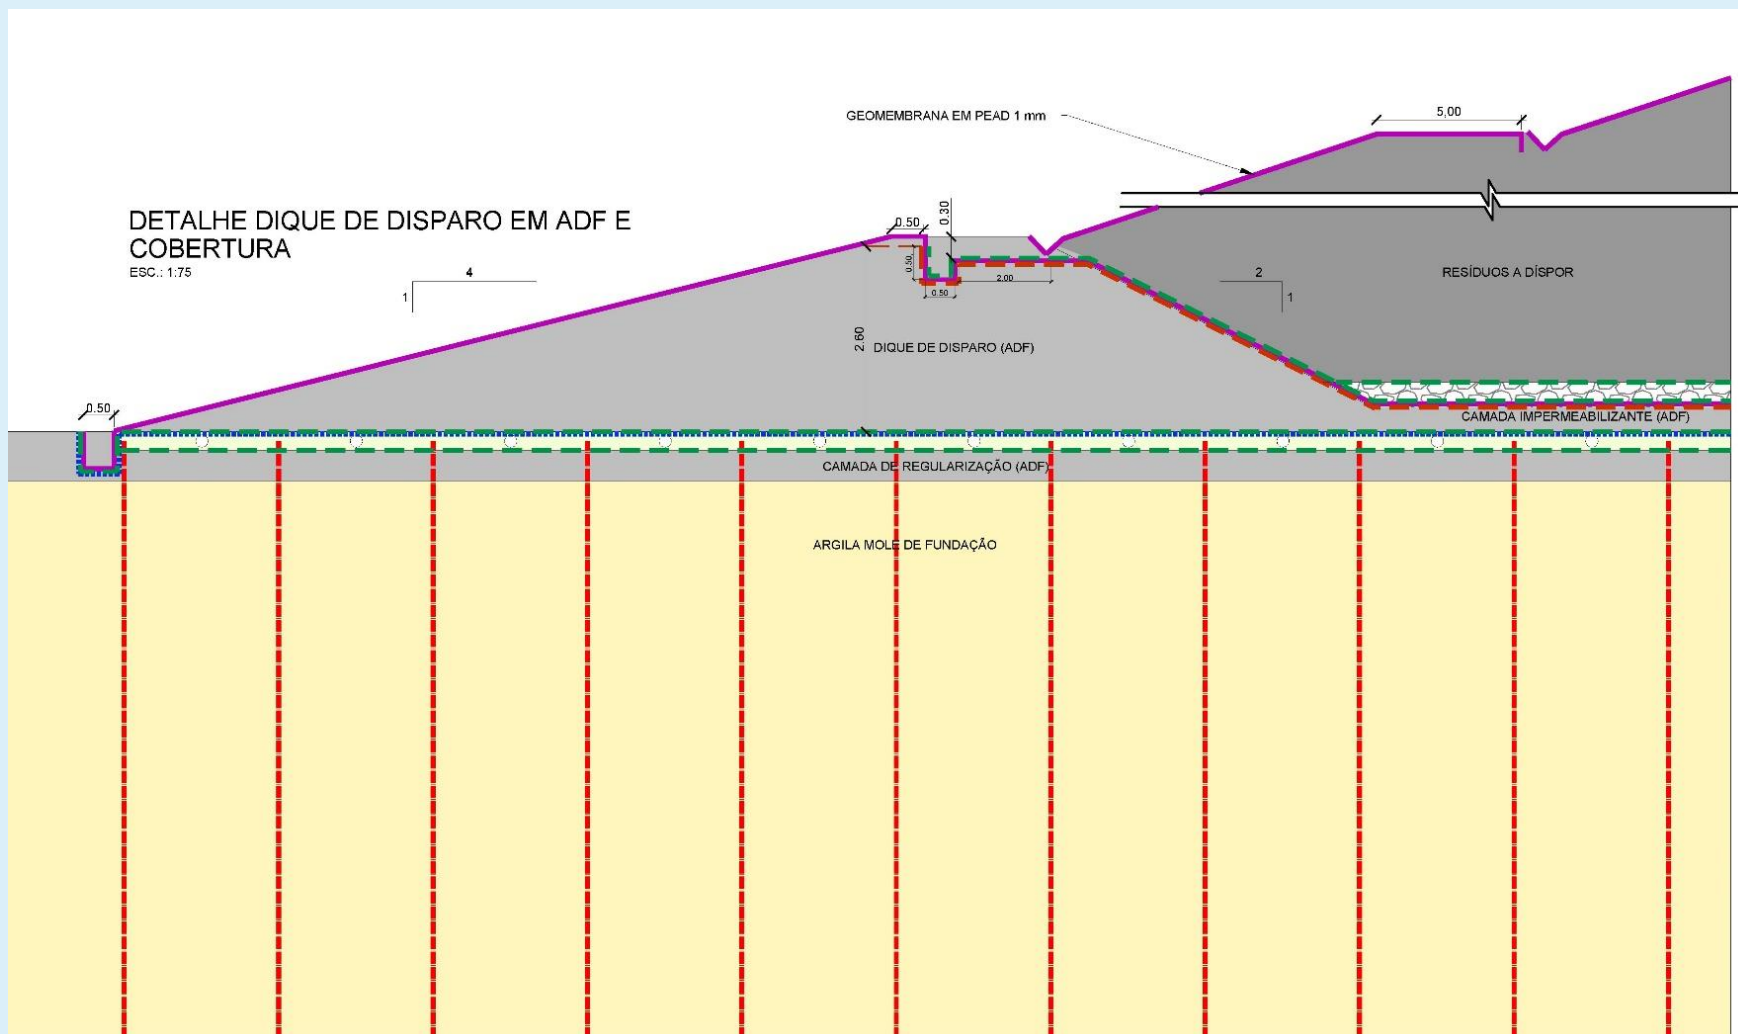 GEOMEMBRANA EM PEAD 1 mm
5,00
DETALHE DIQUE DE DISPARO EM ADF E
COBERTURA
ESC.: 1:75
0.50
0.30
4
1
0.50
0.50
2.00
2
1
RESÍDUOS A DÍSPOR
2.60
DIQUE DE DISPARO (ADF)
0.50
CAMADA IMPERMEABILIZANTE (ADF)
CAMADA DE REGULARIZAÇÃO (ADF)
ARGILA MOLE DE FUNDAÇÃO